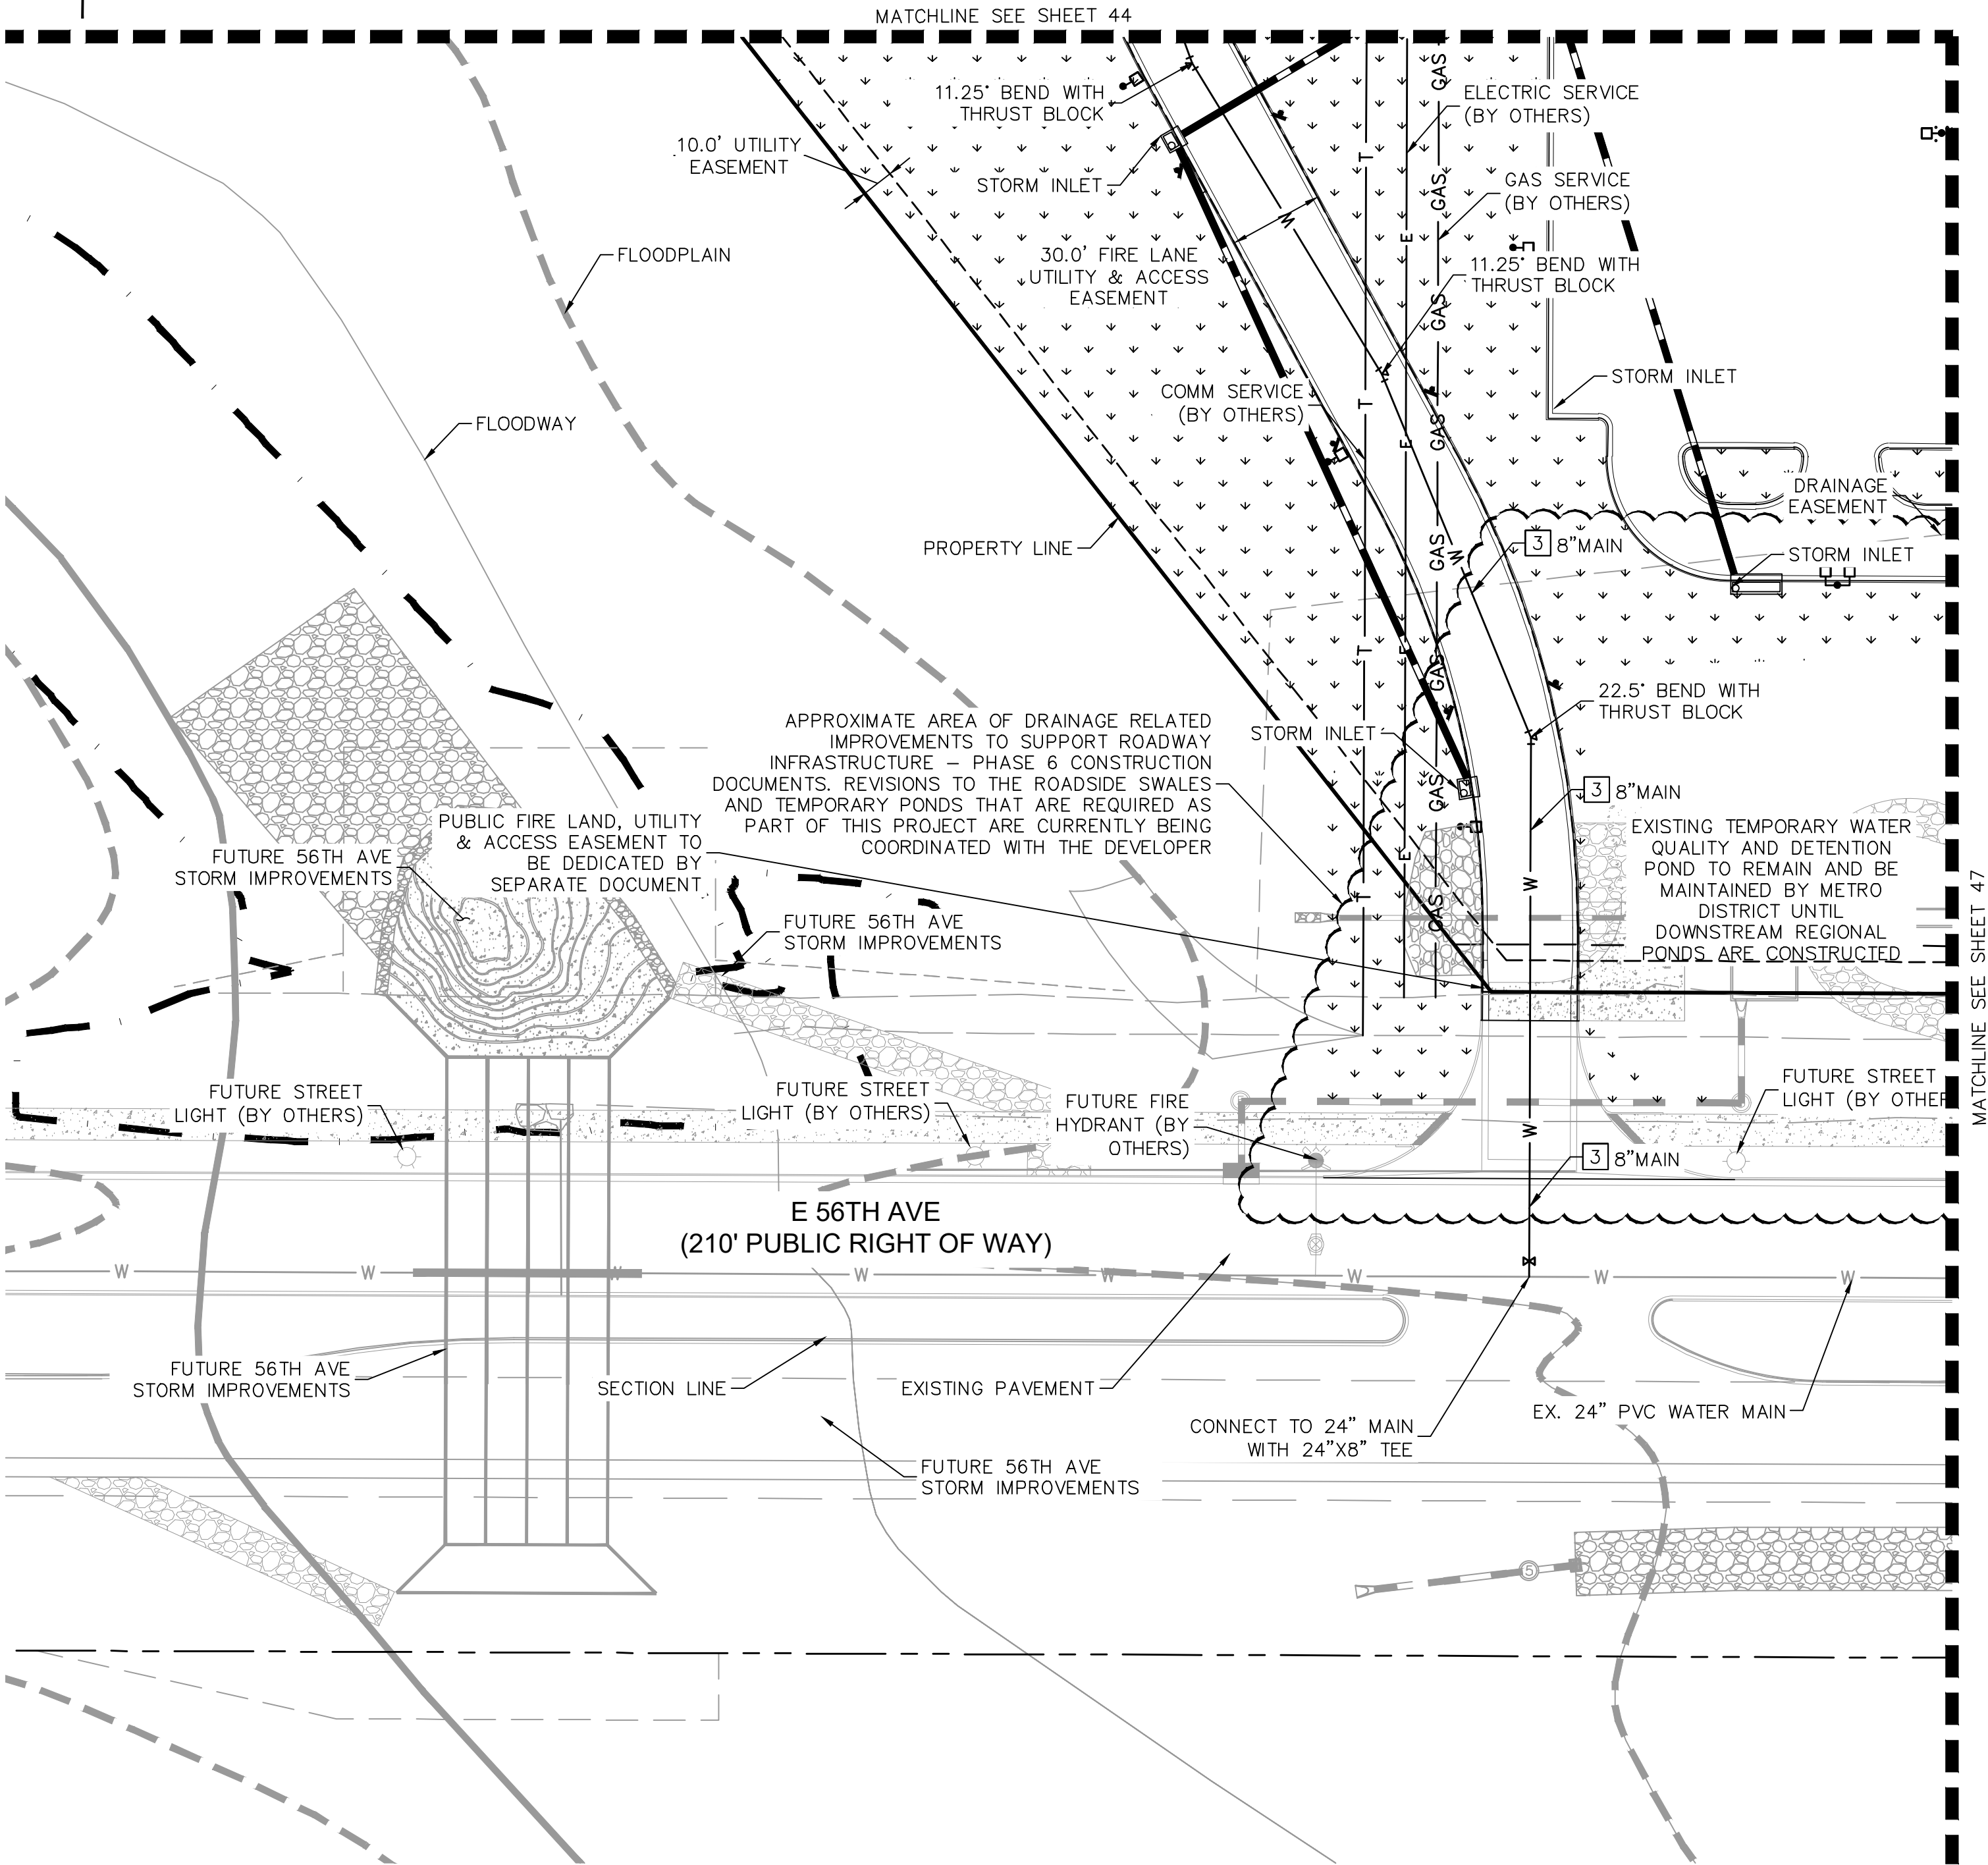 MATCHLINE SEE SHEET 44
11.25° BEND WITH
THRUST BLOCK
ELECTRIC SERVICE
(BY OTHERS)
10.0' UTILITY
EASEMENT
STORM INLET
GAS SERVICE
(BY OTHERS)
FLOODPLAIN
30.0' FIRE LANE
UTILITY & ACCESS
EASEMENT
11.25° BEND WITH
THRUST BLOCK
STORM INLET
COMM SERVICE
(BY OTHERS)
FLOODWAY
DRAINAGE
EASEMENT
PROPERTY LINE
3 8"MAIN
STORM INLET
22.5° BEND WITH
THRUST BLOCK
APPROXIMATE AREA OF DRAINAGE RELATED
IMPROVEMENTS TO SUPPORT ROADWAY
INFRASTRUCTURE – PHASE 6 CONSTRUCTION
DOCUMENTS. REVISIONS TO THE ROADSIDE SWALES
AND TEMPORARY PONDS THAT ARE REQUIRED AS
PART OF THIS PROJECT ARE CURRENTLY BEING
COORDINATED WITH THE DEVELOPER
STORM INLET
3 8"MAIN
PUBLIC FIRE LAND, UTILITY
& ACCESS EASEMENT TO
BE DEDICATED BY
SEPARATE DOCUMENT
FUTURE 56TH AVE
STORM IMPROVEMENTS
EXISTING TEMPORARY WATER
QUALITY AND DETENTION
POND TO REMAIN AND BE
MAINTAINED BY METRO
DISTRICT UNTIL
DOWNSTREAM REGIONAL
PONDS ARE CONSTRUCTED
MATCHLINE SEE SHEET 47
FUTURE 56TH AVE
STORM IMPROVEMENTS
FUTURE STREET
LIGHT (BY OTHERS)
FUTURE STREET
LIGHT (BY OTHERS)
FUTURE FIRE
HYDRANT (BY
OTHERS)
FUTURE STREET
LIGHT (BY OTHER
3 8"MAIN
E 56TH AVE
(210' PUBLIC RIGHT OF WAY)
W W W W W W W
FUTURE 56TH AVE
STORM IMPROVEMENTS
SECTION LINE
EXISTING PAVEMENT
EX. 24" PVC WATER MAIN
CONNECT TO 24" MAIN
WITH 24"X8" TEE
FUTURE 56TH AVE
STORM IMPROVEMENTS
5
T T T T T
E E E E
GAS GAS GAS GAS GAS GAS GAS GAS GAS
W W W W